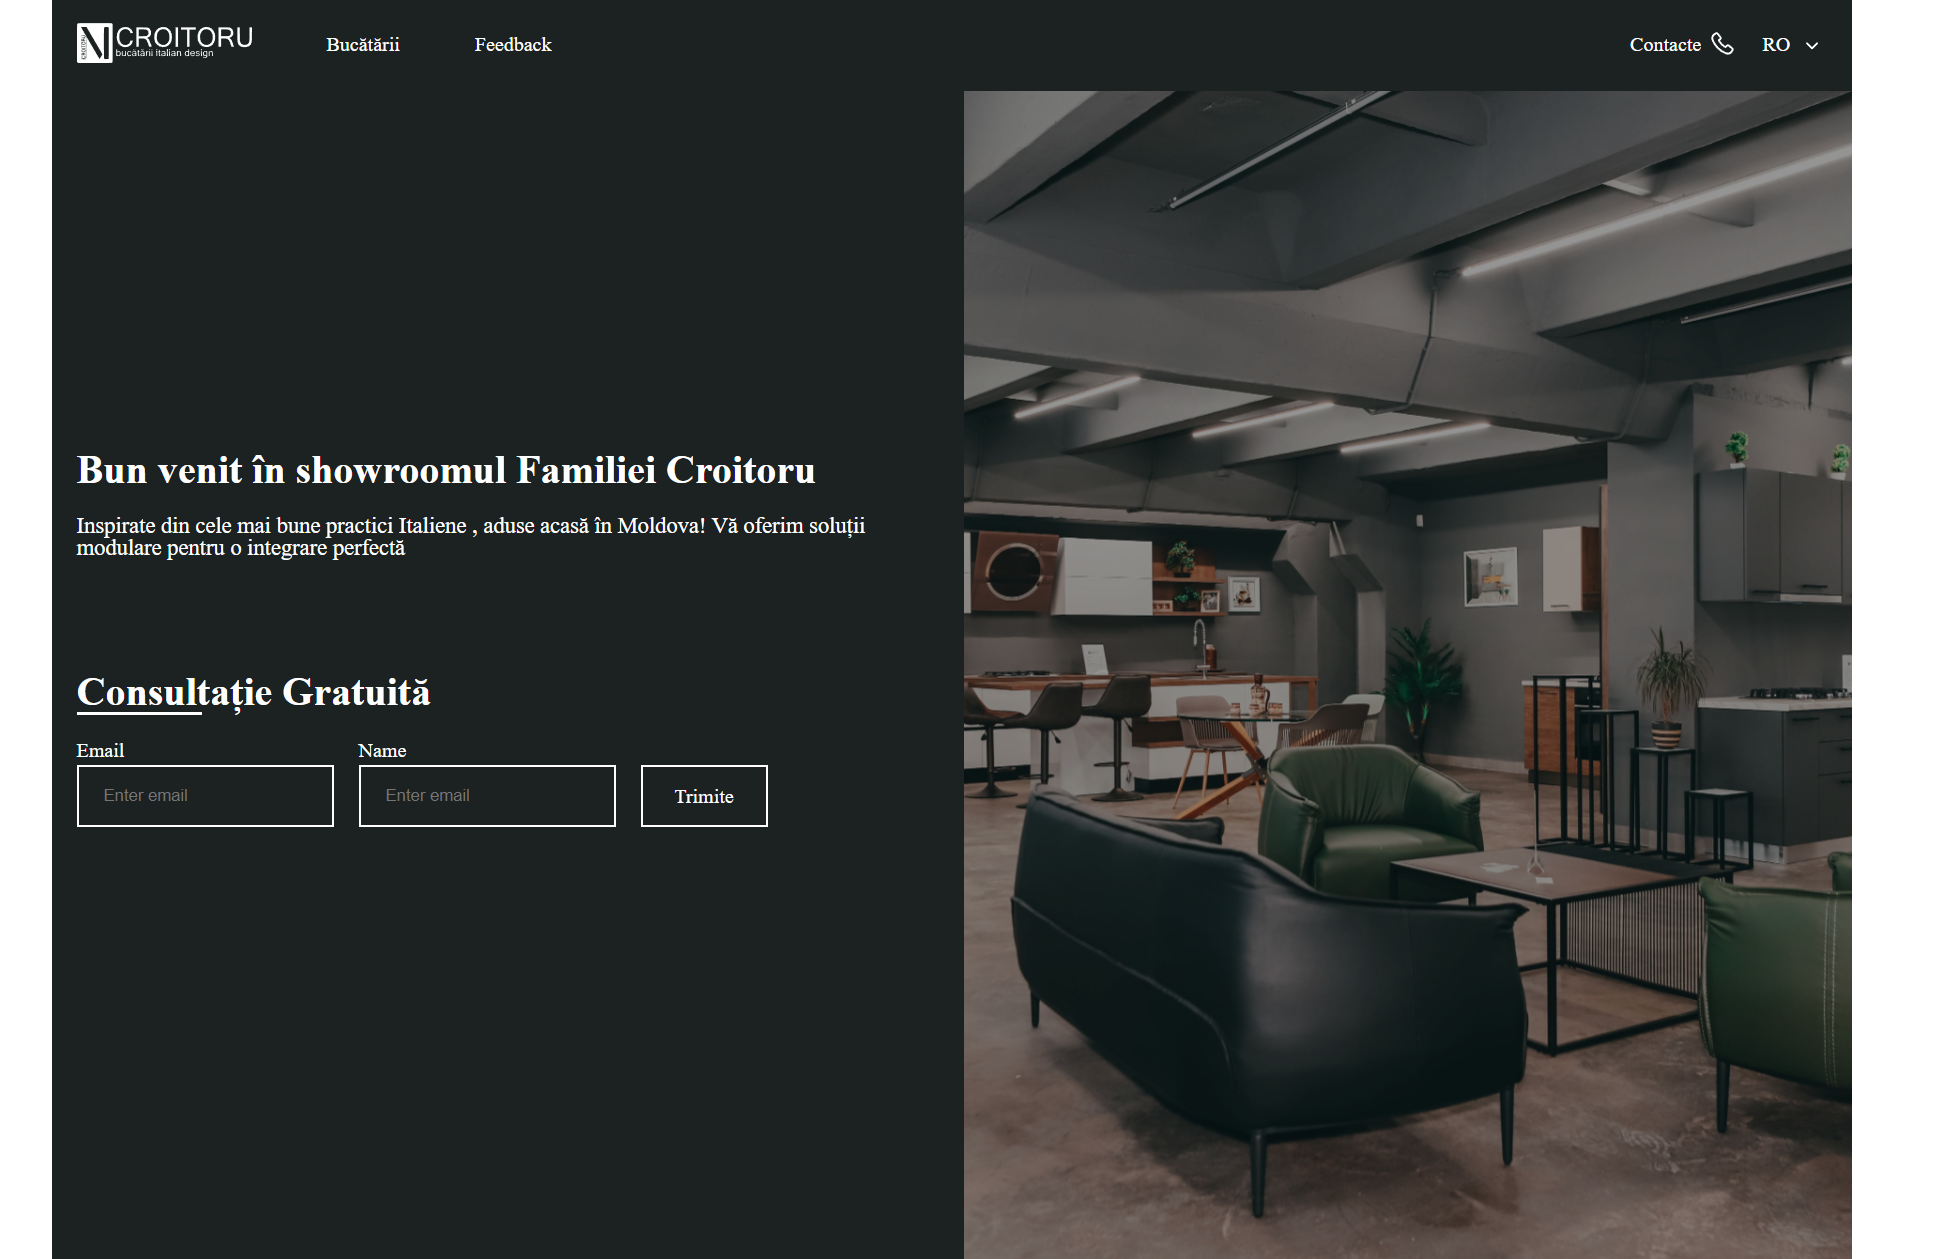 CROITORU
CROITORU
bucătării italian design
Bucătării
Feedback
Contacte
RO
Bun venit în showroomul Familiei Croitoru
Inspirate din cele mai bune practici Italiene , aduse acasă în Moldova! Vă oferim soluții
modulare pentru o integrare perfectă
Consultație Gratuită
Email
Name
Enter email
Enter email
Trimite